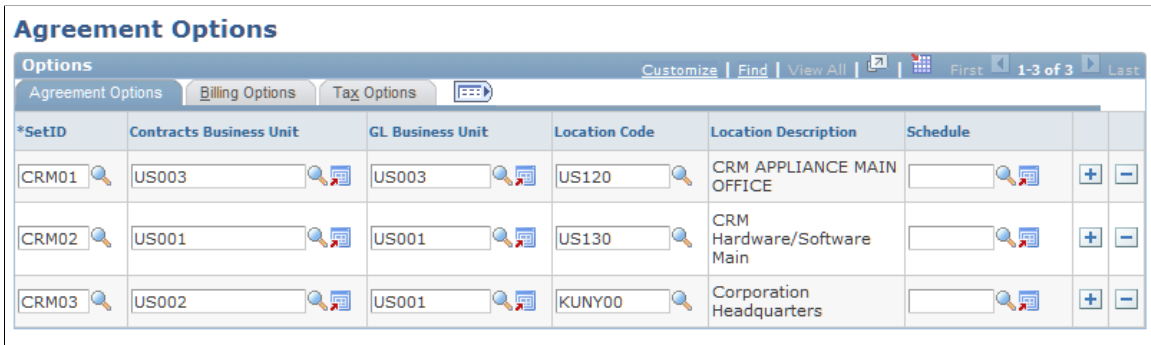 Agreement Options
Options
Customize | Find | View All | | First 1-3 of 3 Last
Agreement Options Billing Options Tax Options
*SetID Contracts Business Unit GL Business Unit Location Code Location Description Schedule
CRM01 US003 US003 US120 CRM APPLIANCE MAIN
OFFICE
CRM02 US001 US001 US130 CRM
Hardware/Software
Main
CRM03 US002 US001 KUNY00 Corporation
Headquarters